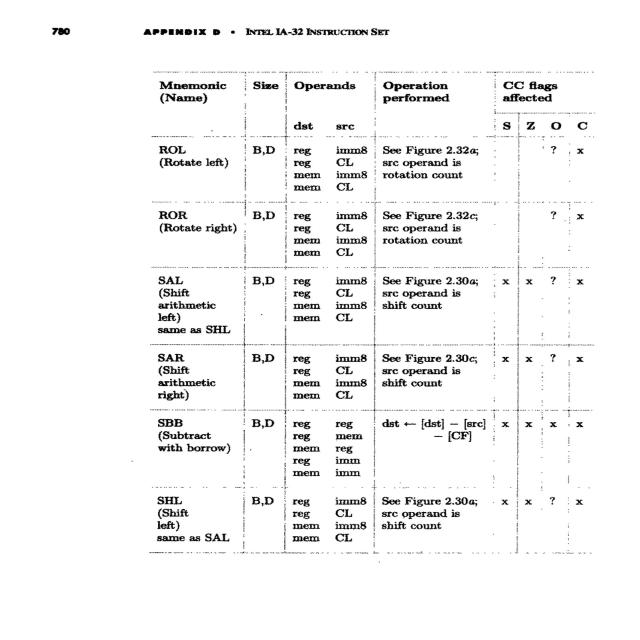 780 APPENDIX D • INTEL IA-32 INSTRUCTION SET
Mnemonic Size Operands Operation CC flags
(Name) performed affected
dst src S Z O C
ROL B,D reg imm8 See Figure 2.32a; ? x
(Rotate left) reg CL src operand is
mem imm8 rotation count
mem CL
ROR B,D reg imm8 See Figure 2.32c; ? x
(Rotate right) reg CL src operand is
mem imm8 rotation count
mem CL
SAL B,D reg imm8 See Figure 2.30a; x x ? x
(Shift reg CL src operand is
arithmetic mem imm8 shift count
left) mem CL
same as SHL
SAR B,D reg imm8 See Figure 2.30c; x x ? x
(Shift reg CL src operand is
arithmetic mem imm8 shift count
right) mem CL
SBB B,D reg reg dst ← [dst] − [src] x x x x
(Subtract reg mem − [CF]
with borrow) mem reg
reg imm
mem imm
SHL B,D reg imm8 See Figure 2.30a; x x ? x
(Shift reg CL src operand is
left) mem imm8 shift count
same as SAL mem CL